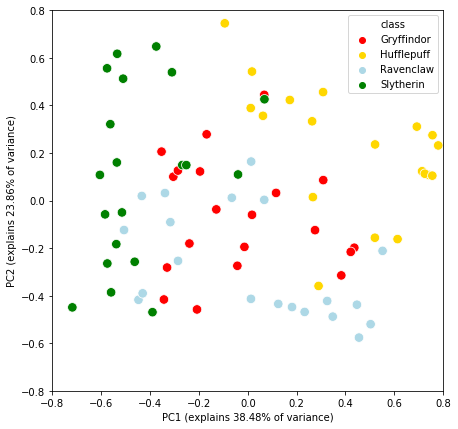 class
Gryffindor
Hufflepuff
Ravenclaw
Slytherin
PC2 (explains 23.86% of variance)
0.8
0.6
0.4
0.2
0.0
−0.2
−0.4
−0.6
−0.8
−0.8 −0.6 −0.4 −0.2 0.0 0.2 0.4 0.6 0.8
PC1 (explains 38.48% of variance)